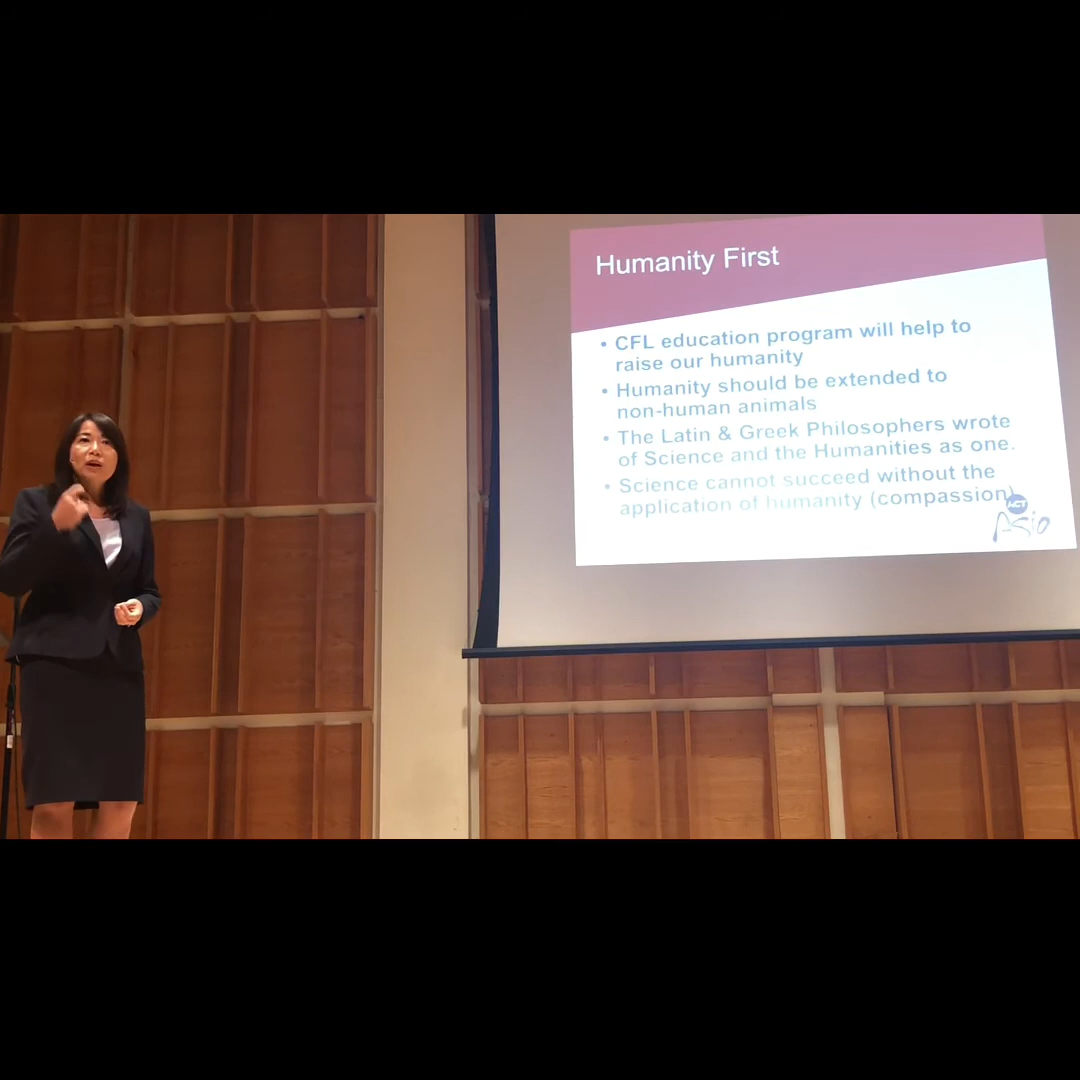 Humanity First
• CFL education program will help to
raise our humanity
• Humanity should be extended to
non-human animals
• The Latin & Greek Philosophers wrote
of Science and the Humanities as one.
• Science cannot succeed without the
application of humanity (compassion)
ACT
Asia